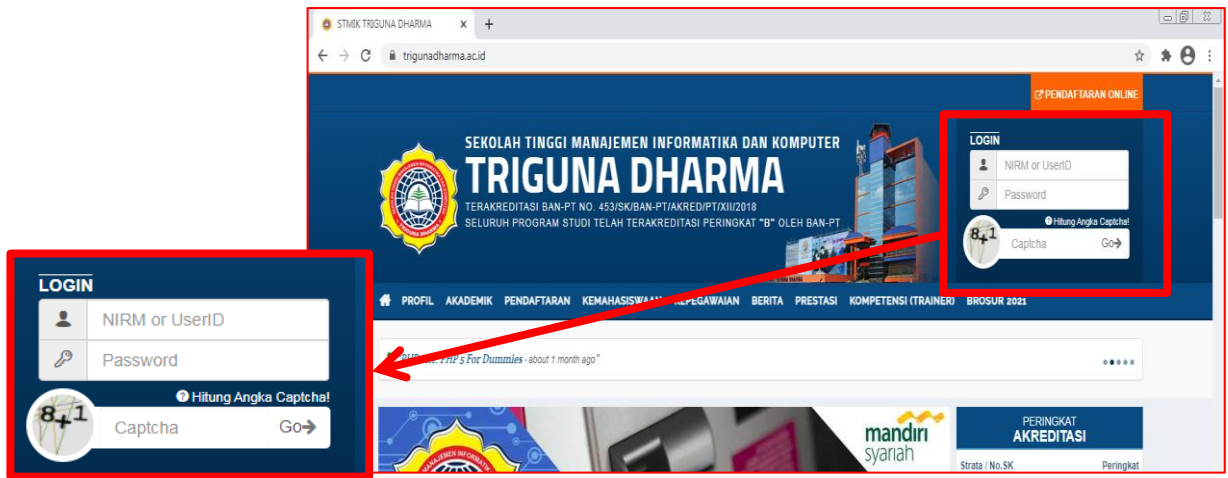 STMIK TRIGUNA DHARMA
trigunadharma.ac.id
PENDAFTARAN ONLINE
SEKOLAH TINGGI MANAJEMEN INFORMATIKA DAN KOMPUTER
TRIGUNA DHARMA
TERAKREDITASI BAN-PT NO. 453/SK/BAN-PT/AKRED/PT/XII/2018
SELURUH PROGRAM STUDI TELAH TERAKREDITASI PERINGKAT "B" OLEH BAN-PT
LOGIN
NIRM or UserID
Password
Hitung Angka Captcha!
8+1
Captcha
Go
LOGIN
NIRM or UserID
Password
Hitung Angka Captcha!
8+1
Captcha
Go
PROFIL AKADEMIK PENDAFTARAN KEMAHASISWAAN KEPEGAWAIAN BERITA PRESTASI KOMPETENSI (TRAINER) BROSUR 2021
PHP 5 For Dummies - about 1 month ago"
mandiri
syariah
PERINGKAT
AKREDITASI
Strata / No.SK Peringkat